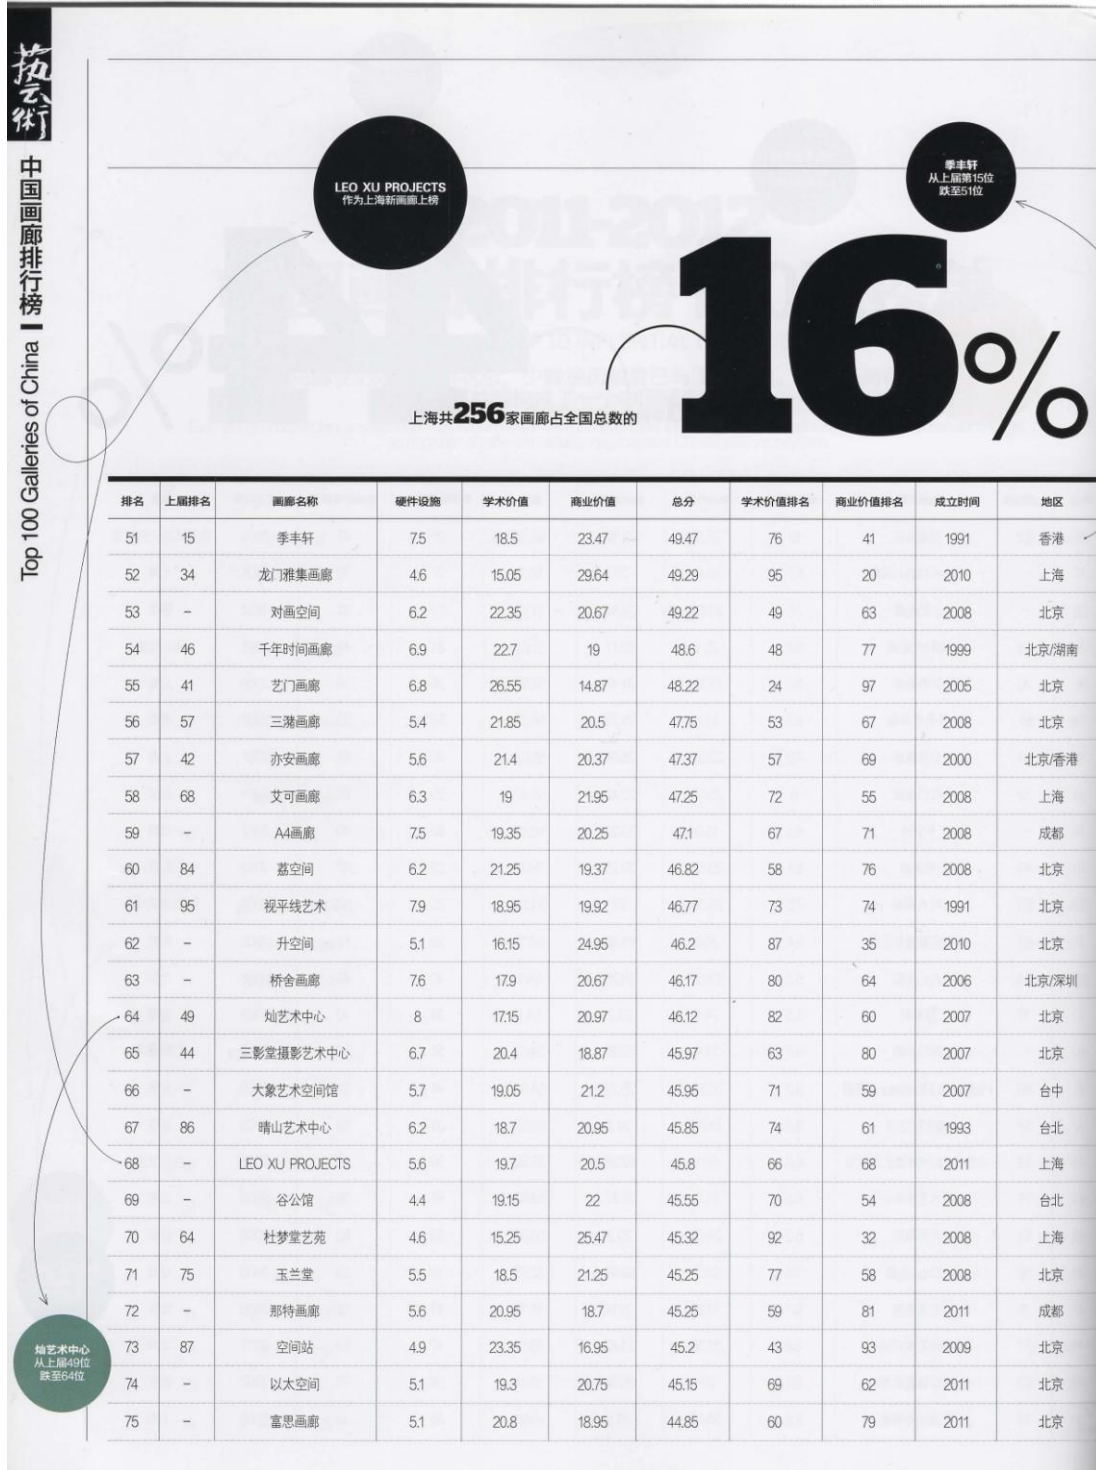 藝術
中国画廊排行榜 Top 100 Galleries of China
LEO XU PROJECTS
作为上海新画廊上榜
季丰轩
从上届第15位
跌至51位
上海共256家画廊占全国总数的
16%
排名 上届排名 画廊名称 硬件设施 学术价值 商业价值 总分 学术价值排名 商业价值排名 成立时间 地区
51 15 季丰轩 7.5 18.5 23.47 49.47 76 41 1991 香港
52 34 龙门雅集画廊 4.6 15.05 29.64 49.29 95 20 2010 上海
53 - 对画空间 6.2 22.35 20.67 49.22 49 63 2008 北京
54 46 千年时间画廊 6.9 22.7 19 48.6 48 77 1999 北京/湖南
55 41 艺门画廊 6.8 26.55 14.87 48.22 24 97 2005 北京
56 57 三潴画廊 5.4 21.85 20.5 47.75 53 67 2008 北京
57 42 亦安画廊 5.6 21.4 20.37 47.37 57 69 2000 北京/香港
58 68 艾可画廊 6.3 19 21.95 47.25 72 55 2008 上海
59 - A4画廊 7.5 19.35 20.25 47.1 67 71 2008 成都
60 84 荔空间 6.2 21.25 19.37 46.82 58 76 2008 北京
61 95 视平线艺术 7.9 18.95 19.92 46.77 73 74 1991 北京
62 - 升空间 5.1 16.15 24.95 46.2 87 35 2010 北京
63 - 桥舍画廊 7.6 17.9 20.67 46.17 80 64 2006 北京/深圳
64 49 灿艺术中心 8 17.15 20.97 46.12 82 60 2007 北京
65 44 三影堂摄影艺术中心 6.7 20.4 18.87 45.97 63 80 2007 北京
66 - 大象艺术空间馆 5.7 19.05 21.2 45.95 71 59 2007 台中
67 86 晴山艺术中心 6.2 18.7 20.95 45.85 74 61 1993 台北
68 - LEO XU PROJECTS 5.6 19.7 20.5 45.8 66 68 2011 上海
69 - 谷公馆 4.4 19.15 22 45.55 70 54 2008 台北
70 64 杜梦堂艺苑 4.6 15.25 25.47 45.32 92 32 2008 上海
71 75 玉兰堂 5.5 18.5 21.25 45.25 77 58 2008 北京
72 - 那特画廊 5.6 20.95 18.7 45.25 59 81 2011 成都
73 87 空间站 4.9 23.35 16.95 45.2 43 93 2009 北京
74 - 以太空间 5.1 19.3 20.75 45.15 69 62 2011 北京
75 - 富思画廊 5.1 20.8 18.95 44.85 60 79 2011 北京
灿艺术中心
从上届49位
跌至64位